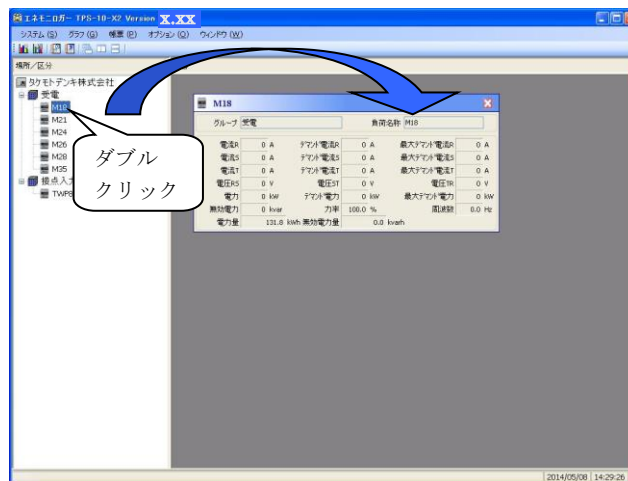 エネモニロガー TPS-10-X2 Version X.XX
システム(S) グラフ(G) 帳票(P) オプション(O) ウィンドウ(W)
場所／区分
タケモトデンキ株式会社
受電
M18
M21
M24
M26
M28
M35
接点入力
TWP8
ダブル
クリック
M18
グループ 受電 負荷名称 M18
電流R 0 A デマンド電流R 0 A 最大デマンド電流R 0 A
電流S 0 A デマンド電流S 0 A 最大デマンド電流S 0 A
電流T 0 A デマンド電流T 0 A 最大デマンド電流T 0 A
電圧RS 0 V 電圧ST 0 V 電圧TR 0 V
電力 0 kW デマンド電力 0 kW 最大デマンド電力 0 kW
無効電力 0 kvar 力率 100.0 % 周波数 0.0 Hz
電力量 131.8 kWh 無効電力量 0.0 kvarh
2014/05/08 14:29:26